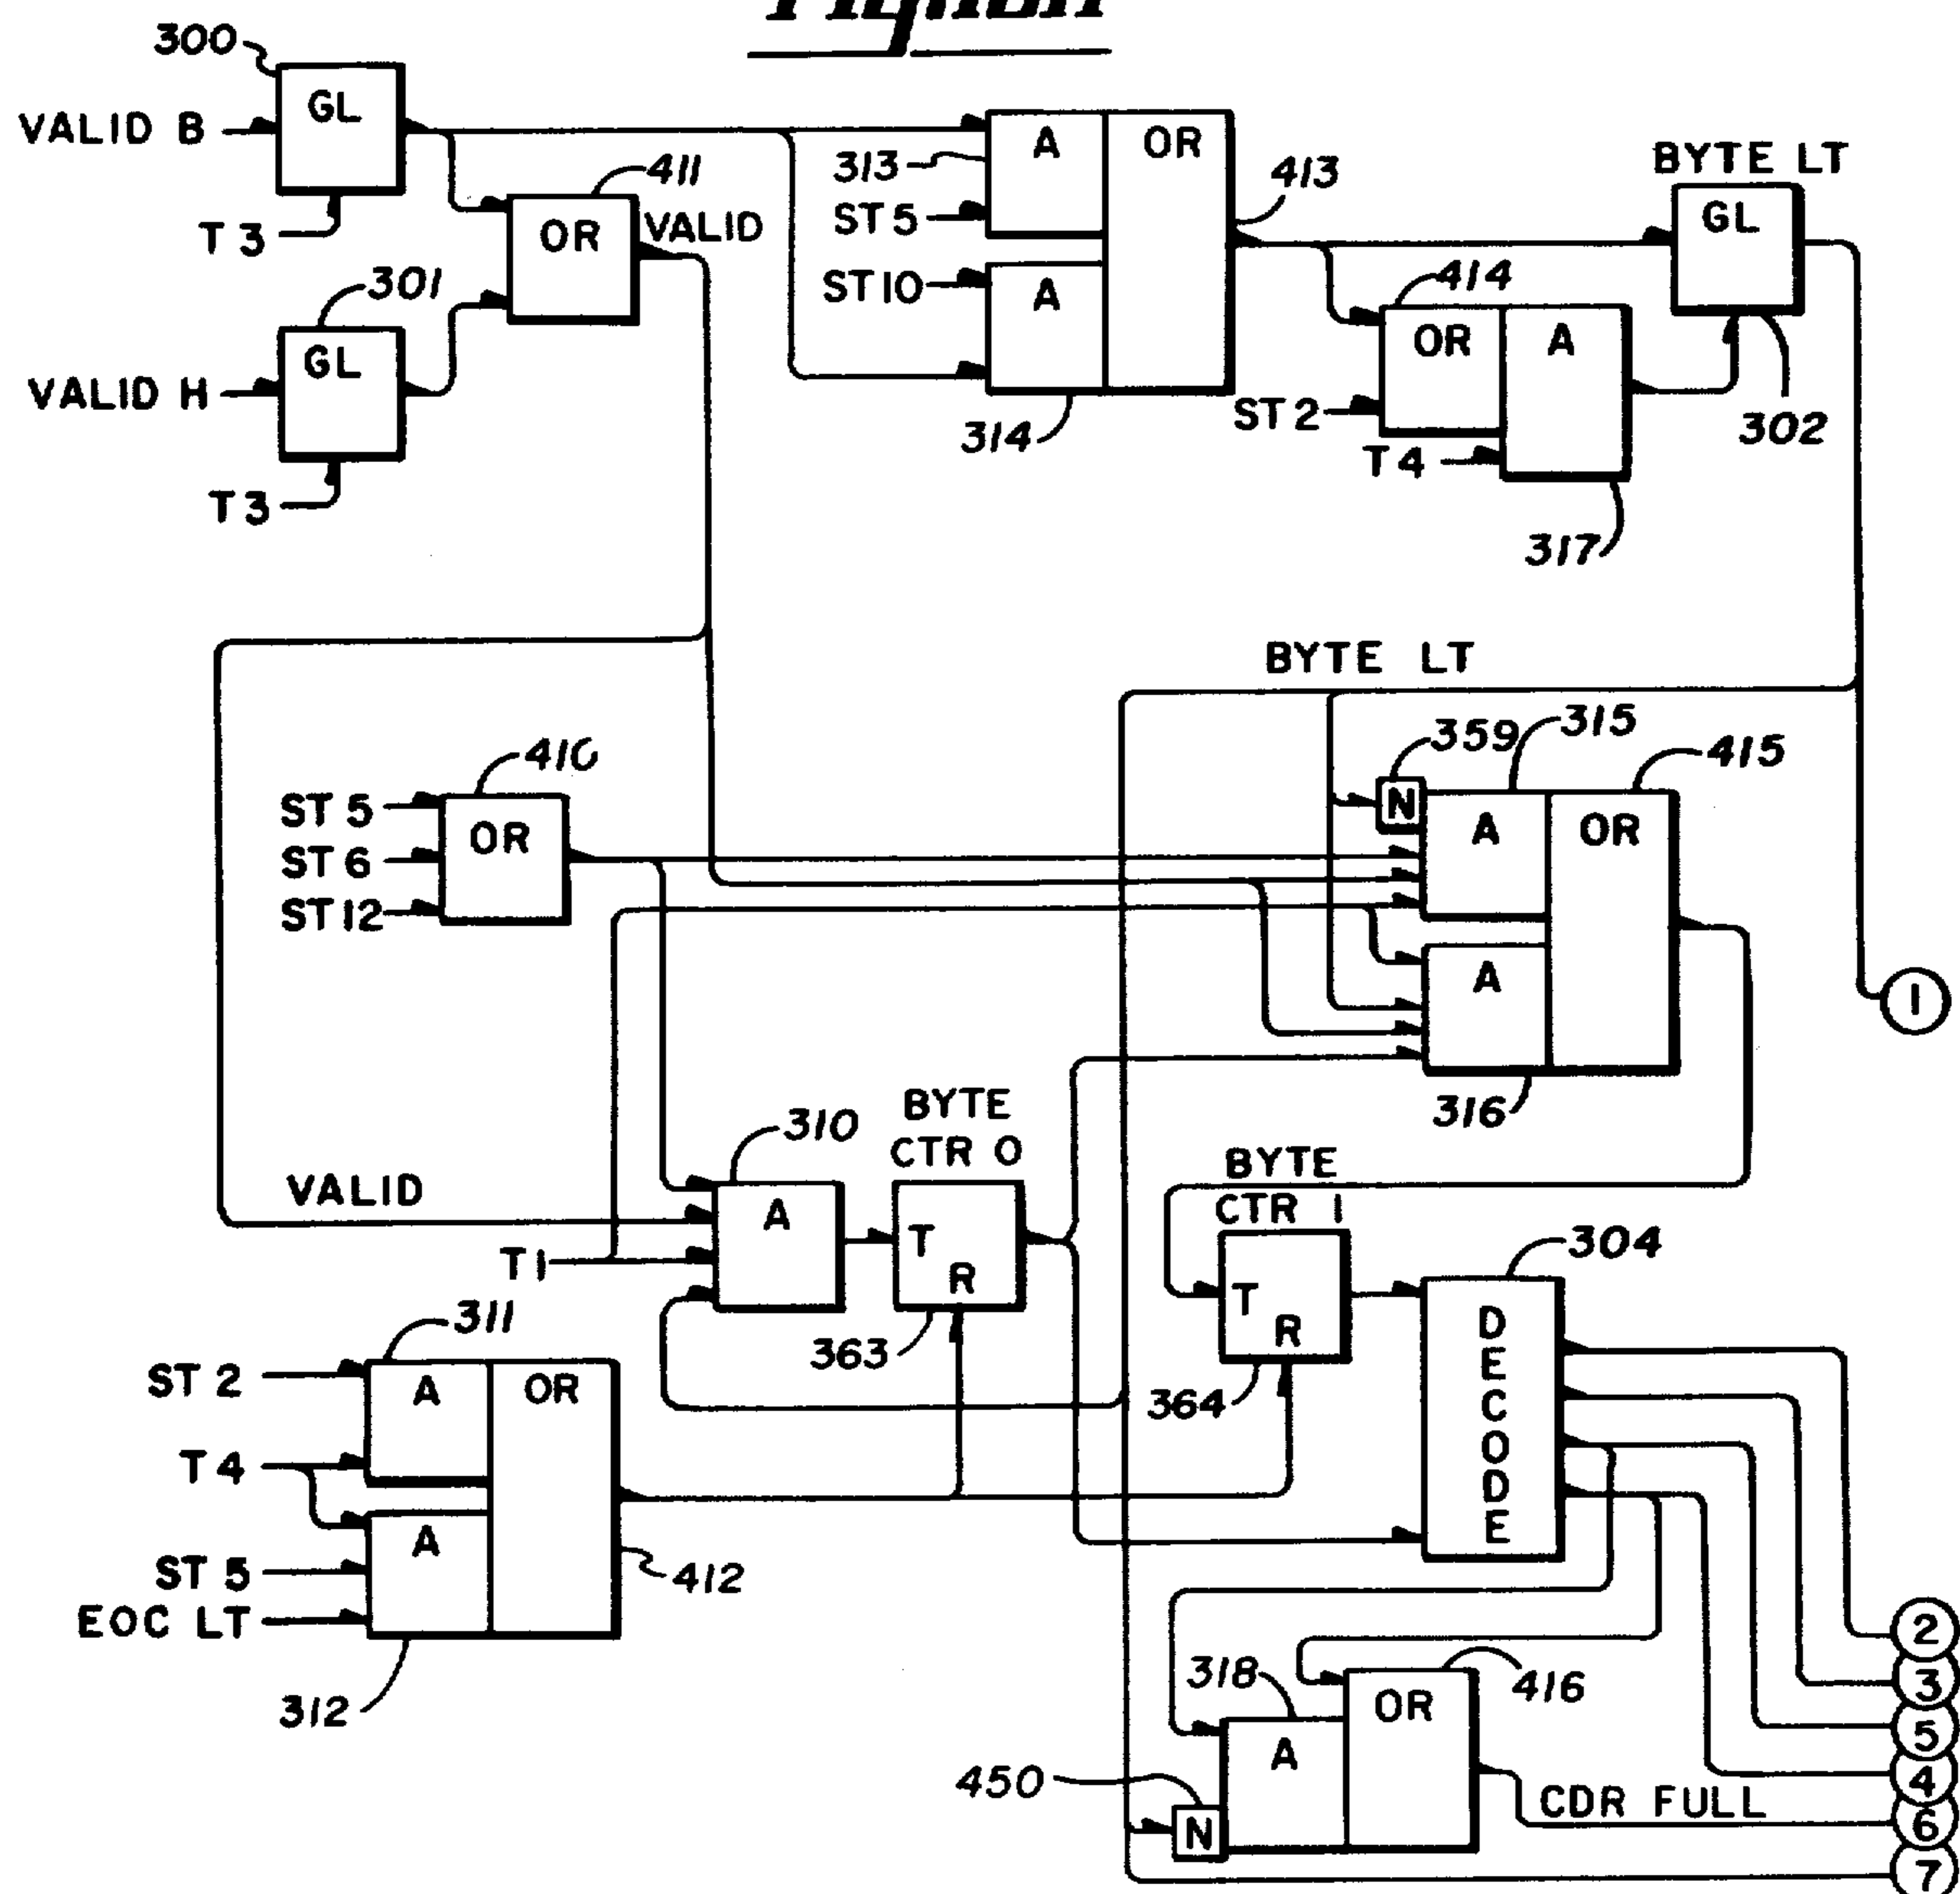 300
GL
VALID B
T 3
411
OR
VALID
301
GL
VALID H
T 3
A
OR
313
ST 5
ST 10
A
413
314
BYTE LT
GL
414
OR
A
ST 2
T 4
302
317
BYTE LT
359
315
415
N
A
OR
410
ST 5
OR
ST 6
ST 12
A
1
316
310
BYTE
CTR 0
VALID
A
T
R
T 1
363
BYTE
CTR 1
T
R
364
304
DECODE
311
ST 2
A
OR
T 4
A
ST 5
412
EOC LT
312
318
416
OR
A
450
N
CDR FULL
2
3
5
4
6
7